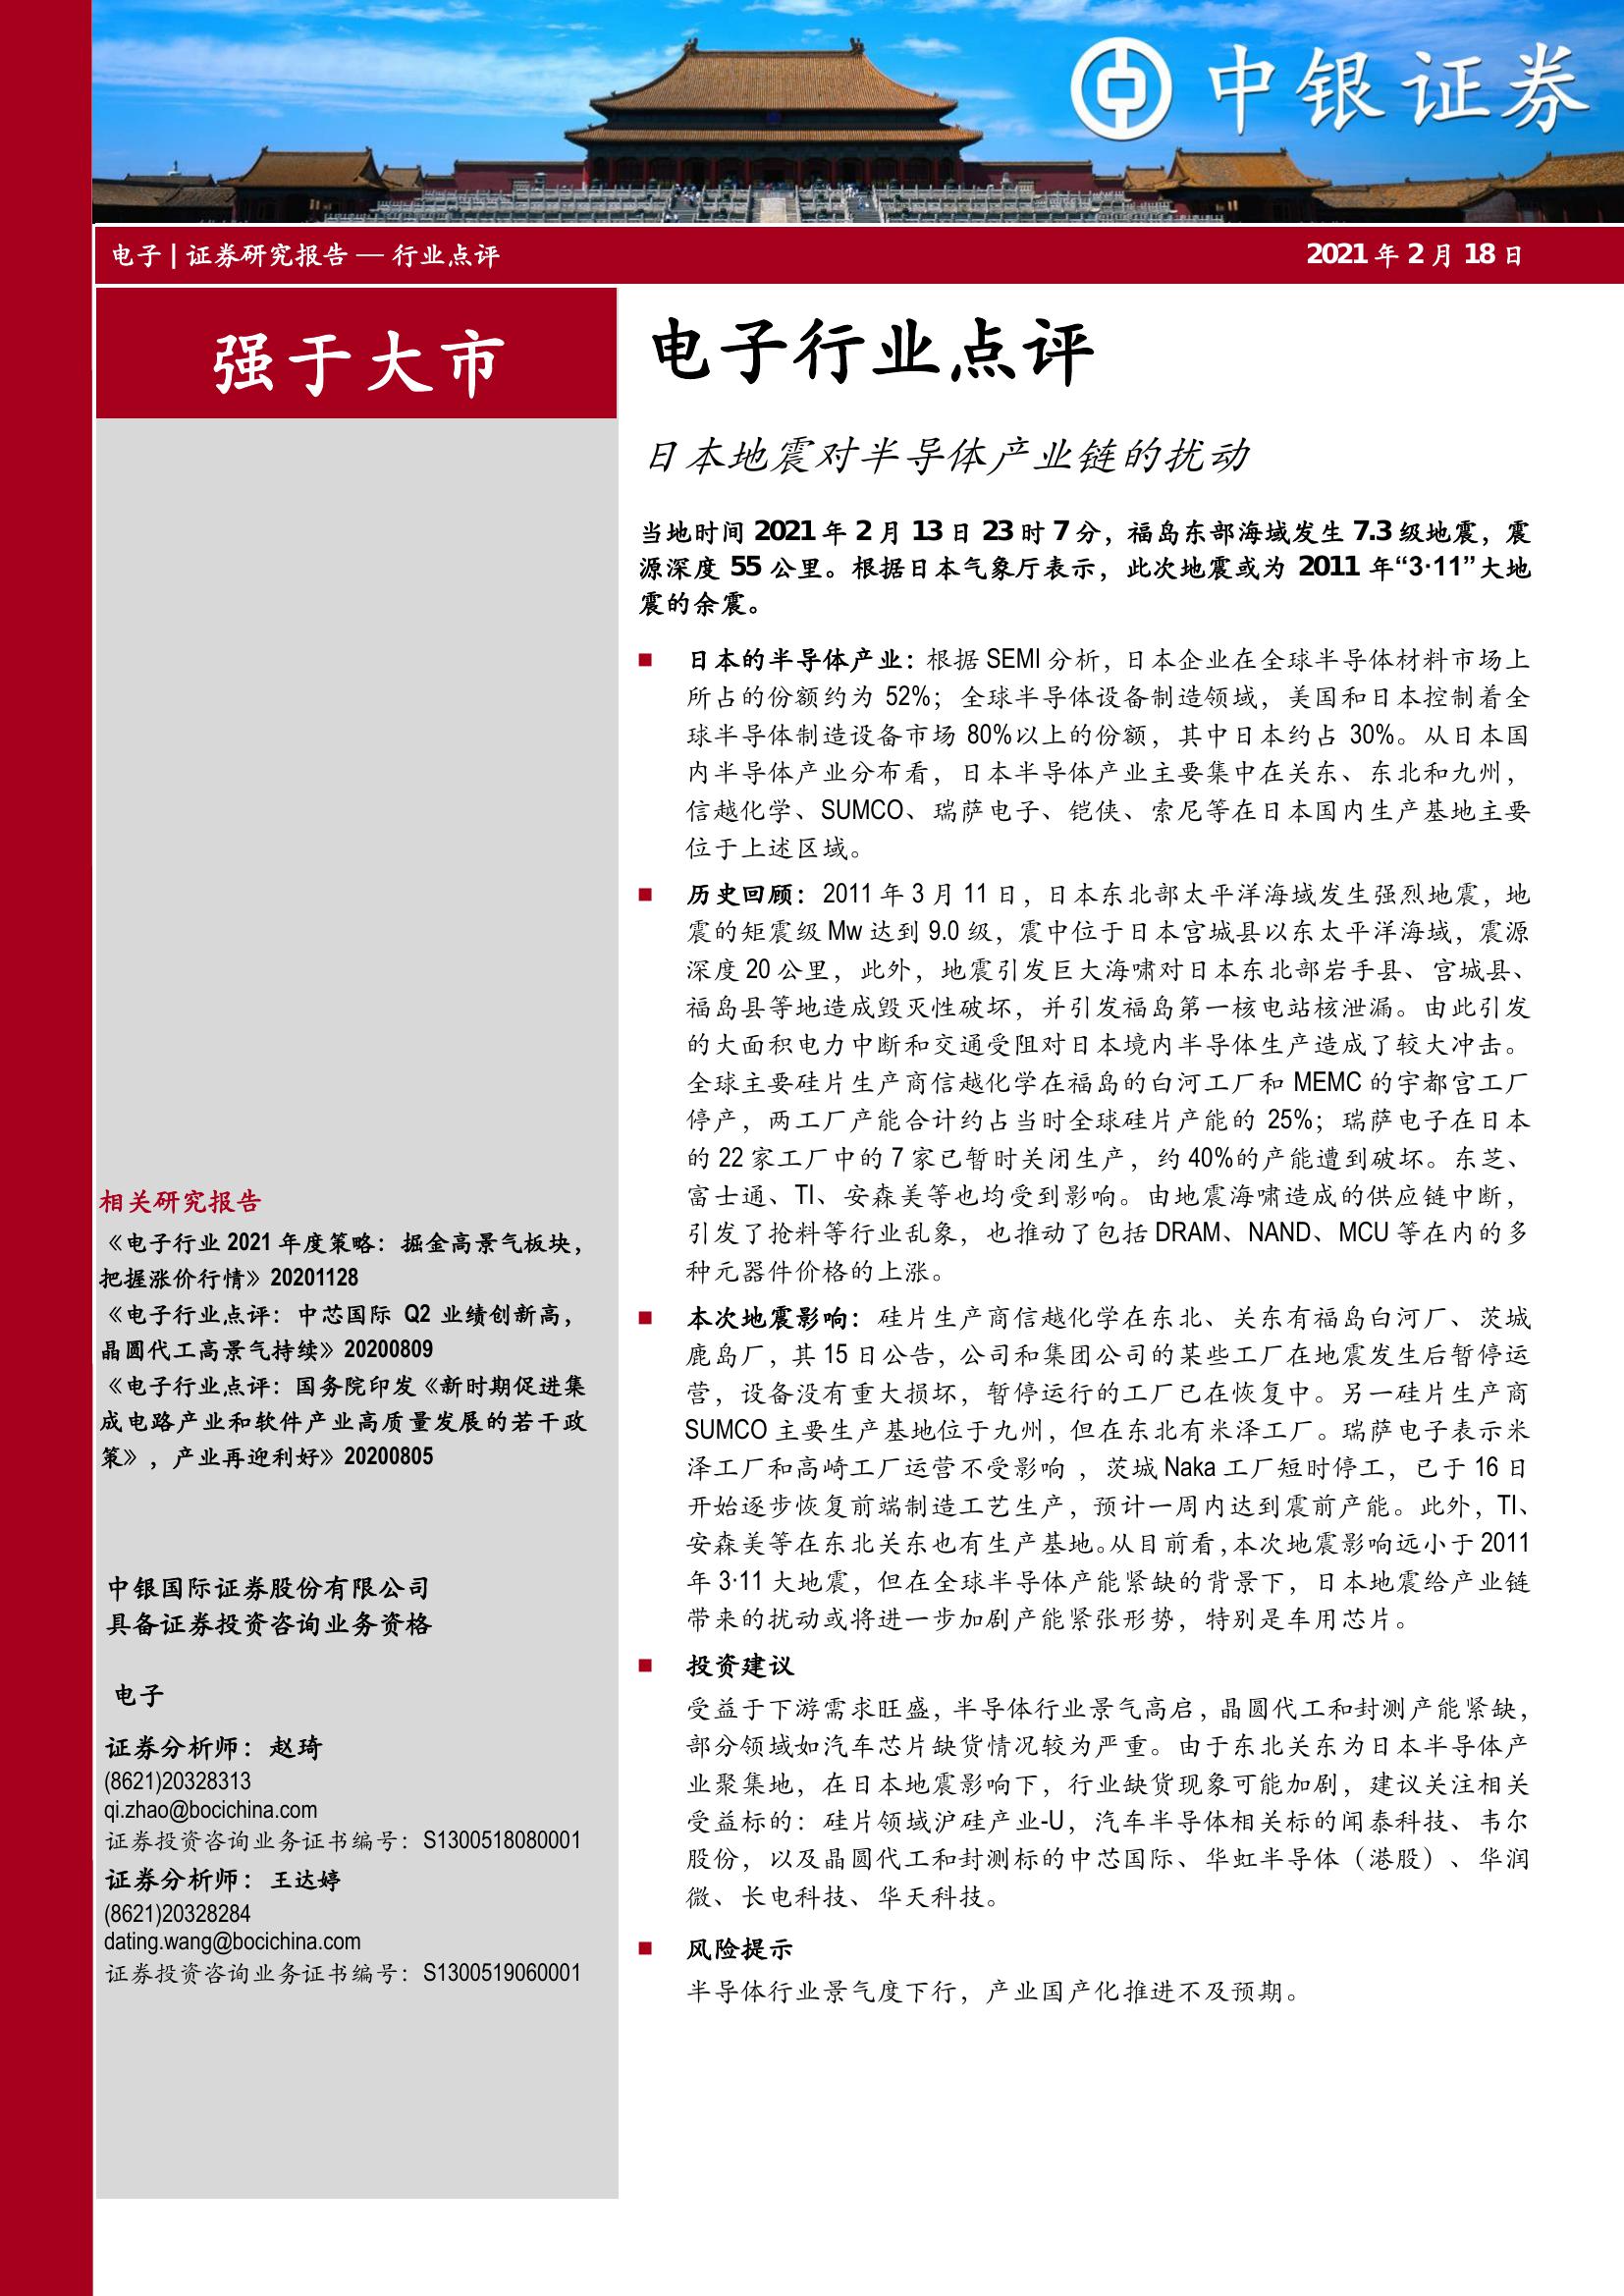 中银证券
电子 | 证券研究报告 — 行业点评
2021 年 2 月 18 日
强于大市
电子行业点评
日本地震对半导体产业链的扰动
当地时间 2021 年 2 月 13 日 23 时 7 分，福岛东部海域发生 7.3 级地震，震
源深度 55 公里。根据日本气象厅表示，此次地震或为 2011 年“3·11”大地
震的余震。
■ 日本的半导体产业：根据 SEMI 分析，日本企业在全球半导体材料市场上
所占的份额约为 52%；全球半导体设备制造领域，美国和日本控制着全
球半导体制造设备市场 80%以上的份额，其中日本约占 30%。从日本国
内半导体产业分布看，日本半导体产业主要集中在关东、东北和九州，
信越化学、SUMCO、瑞萨电子、铠侠、索尼等在日本国内生产基地主要
位于上述区域。
■ 历史回顾：2011 年 3 月 11 日，日本东北部太平洋海域发生强烈地震，地
震的矩震级 Mw 达到 9.0 级，震中位于日本宫城县以东太平洋海域，震源
深度 20 公里，此外，地震引发巨大海啸对日本东北部岩手县、宫城县、
福岛县等地造成毁灭性破坏，并引发福岛第一核电站核泄漏。由此引发
的大面积电力中断和交通受阻对日本境内半导体生产造成了较大冲击。
全球主要硅片生产商信越化学在福岛的白河工厂和 MEMC 的宇都宫工厂
停产，两工厂产能合计约占当时全球硅片产能的 25%；瑞萨电子在日本
的 22 家工厂中的 7 家已暂时关闭生产，约 40%的产能遭到破坏。东芝、
富士通、TI、安森美等也均受到影响。由地震海啸造成的供应链中断，
引发了抢料等行业乱象，也推动了包括 DRAM、NAND、MCU 等在内的多
种元器件价格的上涨。
■ 本次地震影响：硅片生产商信越化学在东北、关东有福岛白河厂、茨城
鹿岛厂，其 15 日公告，公司和集团公司的某些工厂在地震发生后暂停运
营，设备没有重大损坏，暂停运行的工厂已在恢复中。另一硅片生产商
SUMCO 主要生产基地位于九州，但在东北有米泽工厂。瑞萨电子表示米
泽工厂和高崎工厂运营不受影响 ，茨城 Naka 工厂短时停工，已于 16 日
开始逐步恢复前端制造工艺生产，预计一周内达到震前产能。此外，TI、
安森美等在东北关东也有生产基地。从目前看，本次地震影响远小于 2011
年 3·11 大地震，但在全球半导体产能紧缺的背景下，日本地震给产业链
带来的扰动或将进一步加剧产能紧张形势，特别是车用芯片。
■ 投资建议
受益于下游需求旺盛，半导体行业景气高启，晶圆代工和封测产能紧缺，
部分领域如汽车芯片缺货情况较为严重。由于东北关东为日本半导体产
业聚集地，在日本地震影响下，行业缺货现象可能加剧，建议关注相关
受益标的：硅片领域沪硅产业-U，汽车半导体相关标的闻泰科技、韦尔
股份，以及晶圆代工和封测标的中芯国际、华虹半导体（港股）、华润
微、长电科技、华天科技。
■ 风险提示
半导体行业景气度下行，产业国产化推进不及预期。
相关研究报告
《电子行业 2021 年度策略：掘金高景气板块，
把握涨价行情》20201128
《电子行业点评：中芯国际 Q2 业绩创新高，
晶圆代工高景气持续》20200809
《电子行业点评：国务院印发《新时期促进集
成电路产业和软件产业高质量发展的若干政
策》，产业再迎利好》20200805
中银国际证券股份有限公司
具备证券投资咨询业务资格
电子
证券分析师：赵琦
(8621)20328313
qi.zhao@bocichina.com
证券投资咨询业务证书编号：S1300518080001
证券分析师：王达婷
(8621)20328284
dating.wang@bocichina.com
证券投资咨询业务证书编号：S1300519060001